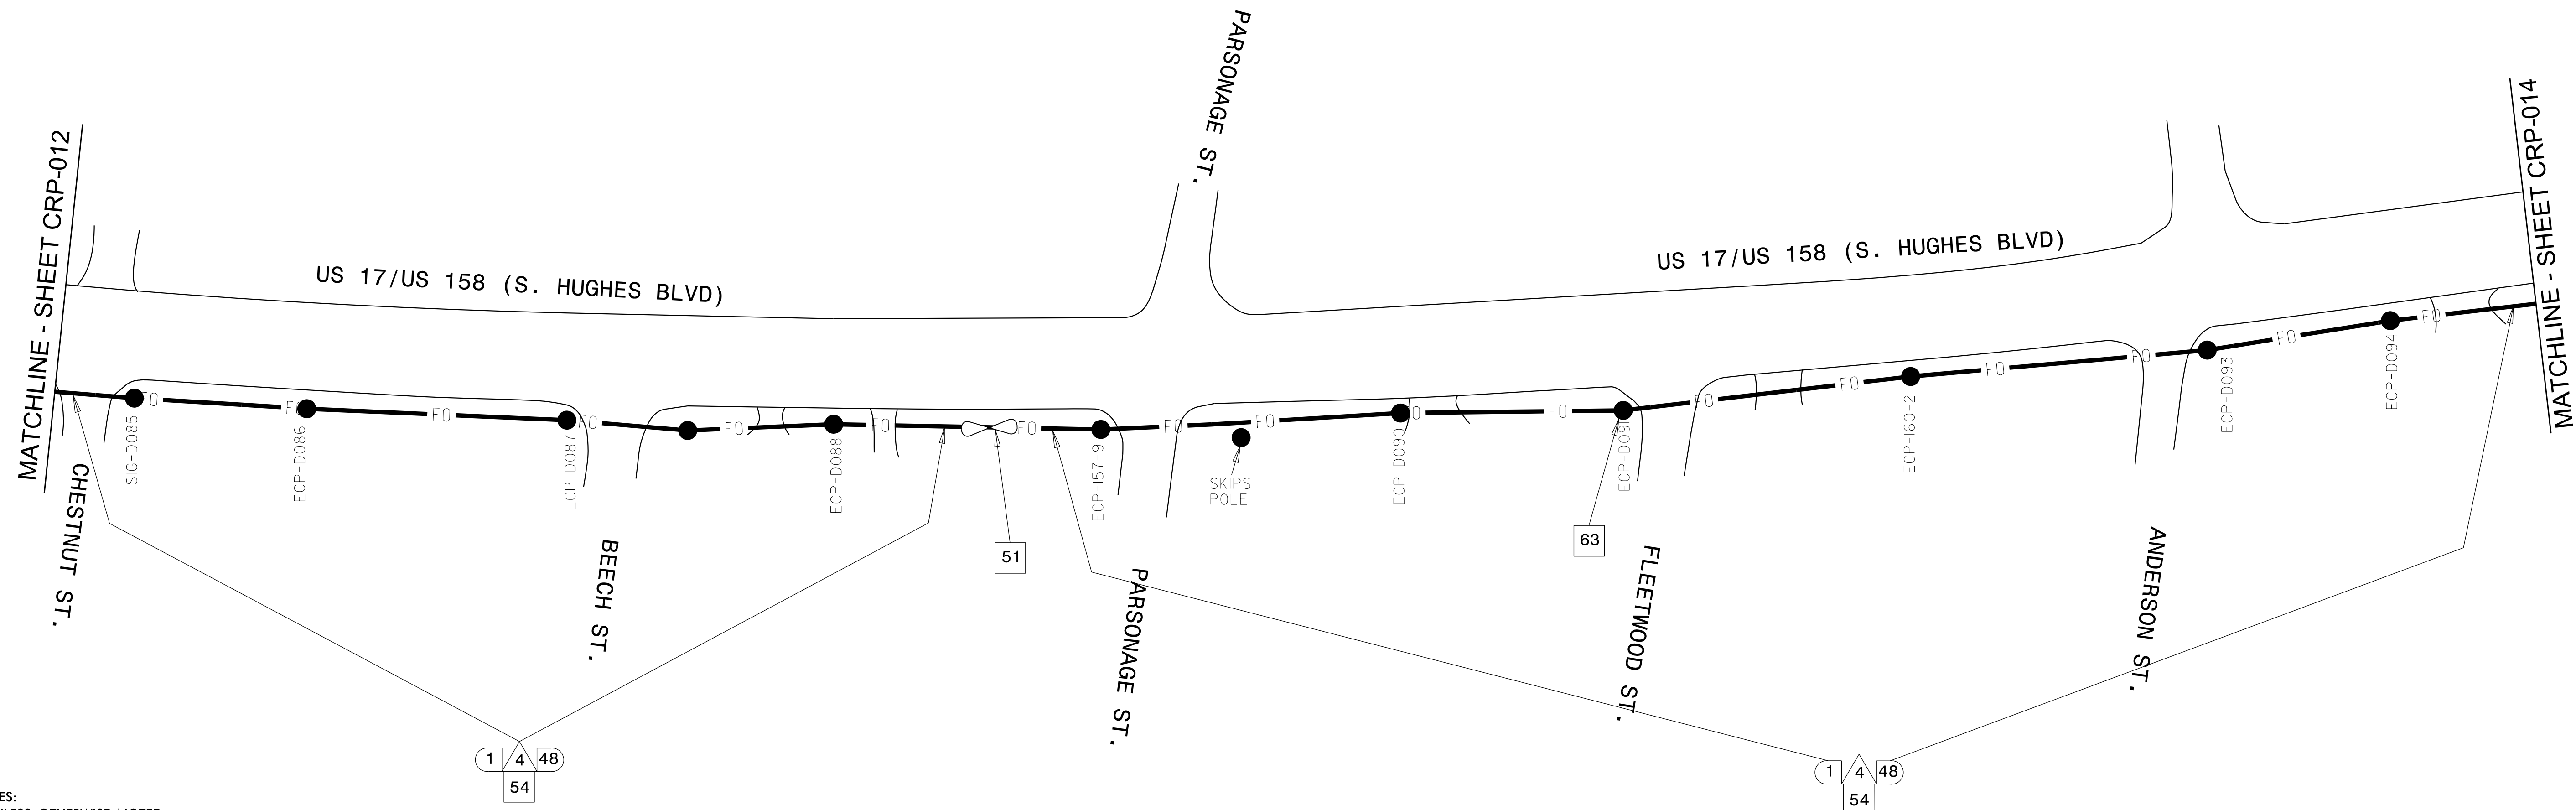 PARSONAGE ST.
MATCHLINE - SHEET CRP-012
MATCHLINE - SHEET CRP-014
US 17/US 158 (S. HUGHES BLVD)
US 17/US 158 (S. HUGHES BLVD)
FO FO FO FO FO FO FO FO FO FO FO FO FO FO FO FO FO
SIG-D085
ECP-D086
ECP-D087
ECP-D088
ECP-157-9
SKIPS
POLE
ECP-D090
ECP-D091
ECP-160-2
ECP-D093
ECP-D094
51
63
CHESTNUT ST.
BEECH ST.
PARSONAGE ST.
FLEETWOOD ST.
ANDERSON ST.
1 4 48
54
1 4 48
54